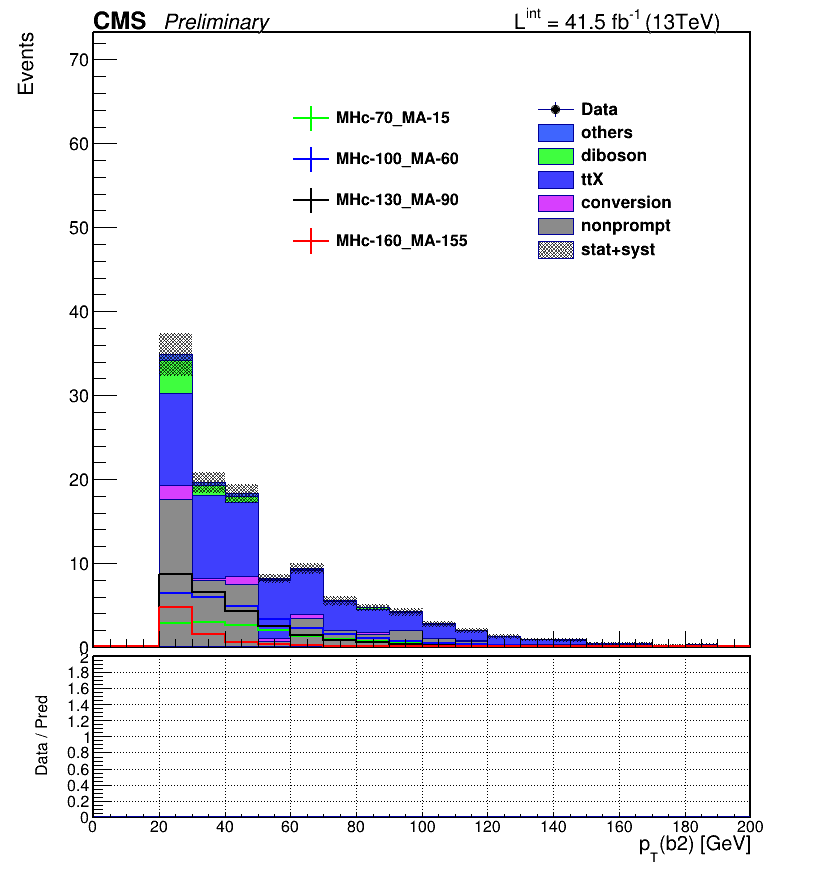 CMS Preliminary L^int = 41.5 fb^-1 (13TeV)
Events
70
60
50
40
30
20
10
0
MHc-70_MA-15
MHc-100_MA-60
MHc-130_MA-90
MHc-160_MA-155
Data
others
diboson
ttX
conversion
nonprompt
stat+syst
Data / Pred
2
1.8
1.6
1.4
1.2
1
0.8
0.6
0.4
0.2
0
0 20 40 60 80 100 120 140 160 180 200
p_T(b2) [GeV]